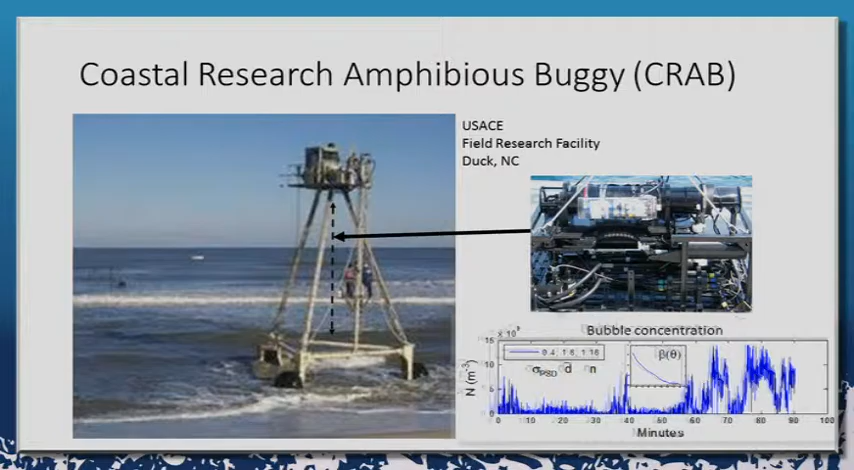 Coastal Research Amphibious Buggy (CRAB)
USACE
Field Research Facility
Duck, NC
Bubble concentration
N (m⁻³)
15
10
5
0
β(θ)
σPSD d n
0 10 20 30 40 50 60 70 80 90 100
Minutes